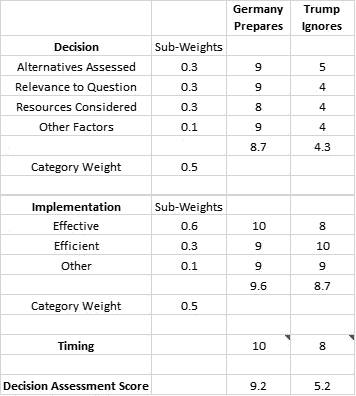 Germany Prepares Trump Ignores
Decision Sub-Weights
Alternatives Assessed 0.3 9 5
Relevance to Question 0.3 9 4
Resources Considered 0.3 8 4
Other Factors 0.1 9 4
8.7 4.3
Category Weight 0.5
Implementation Sub-Weights
Effective 0.6 10 8
Efficient 0.3 9 10
Other 0.1 9 9
9.6 8.7
Category Weight 0.5
Timing 10 8
Decision Assessment Score 9.2 5.2